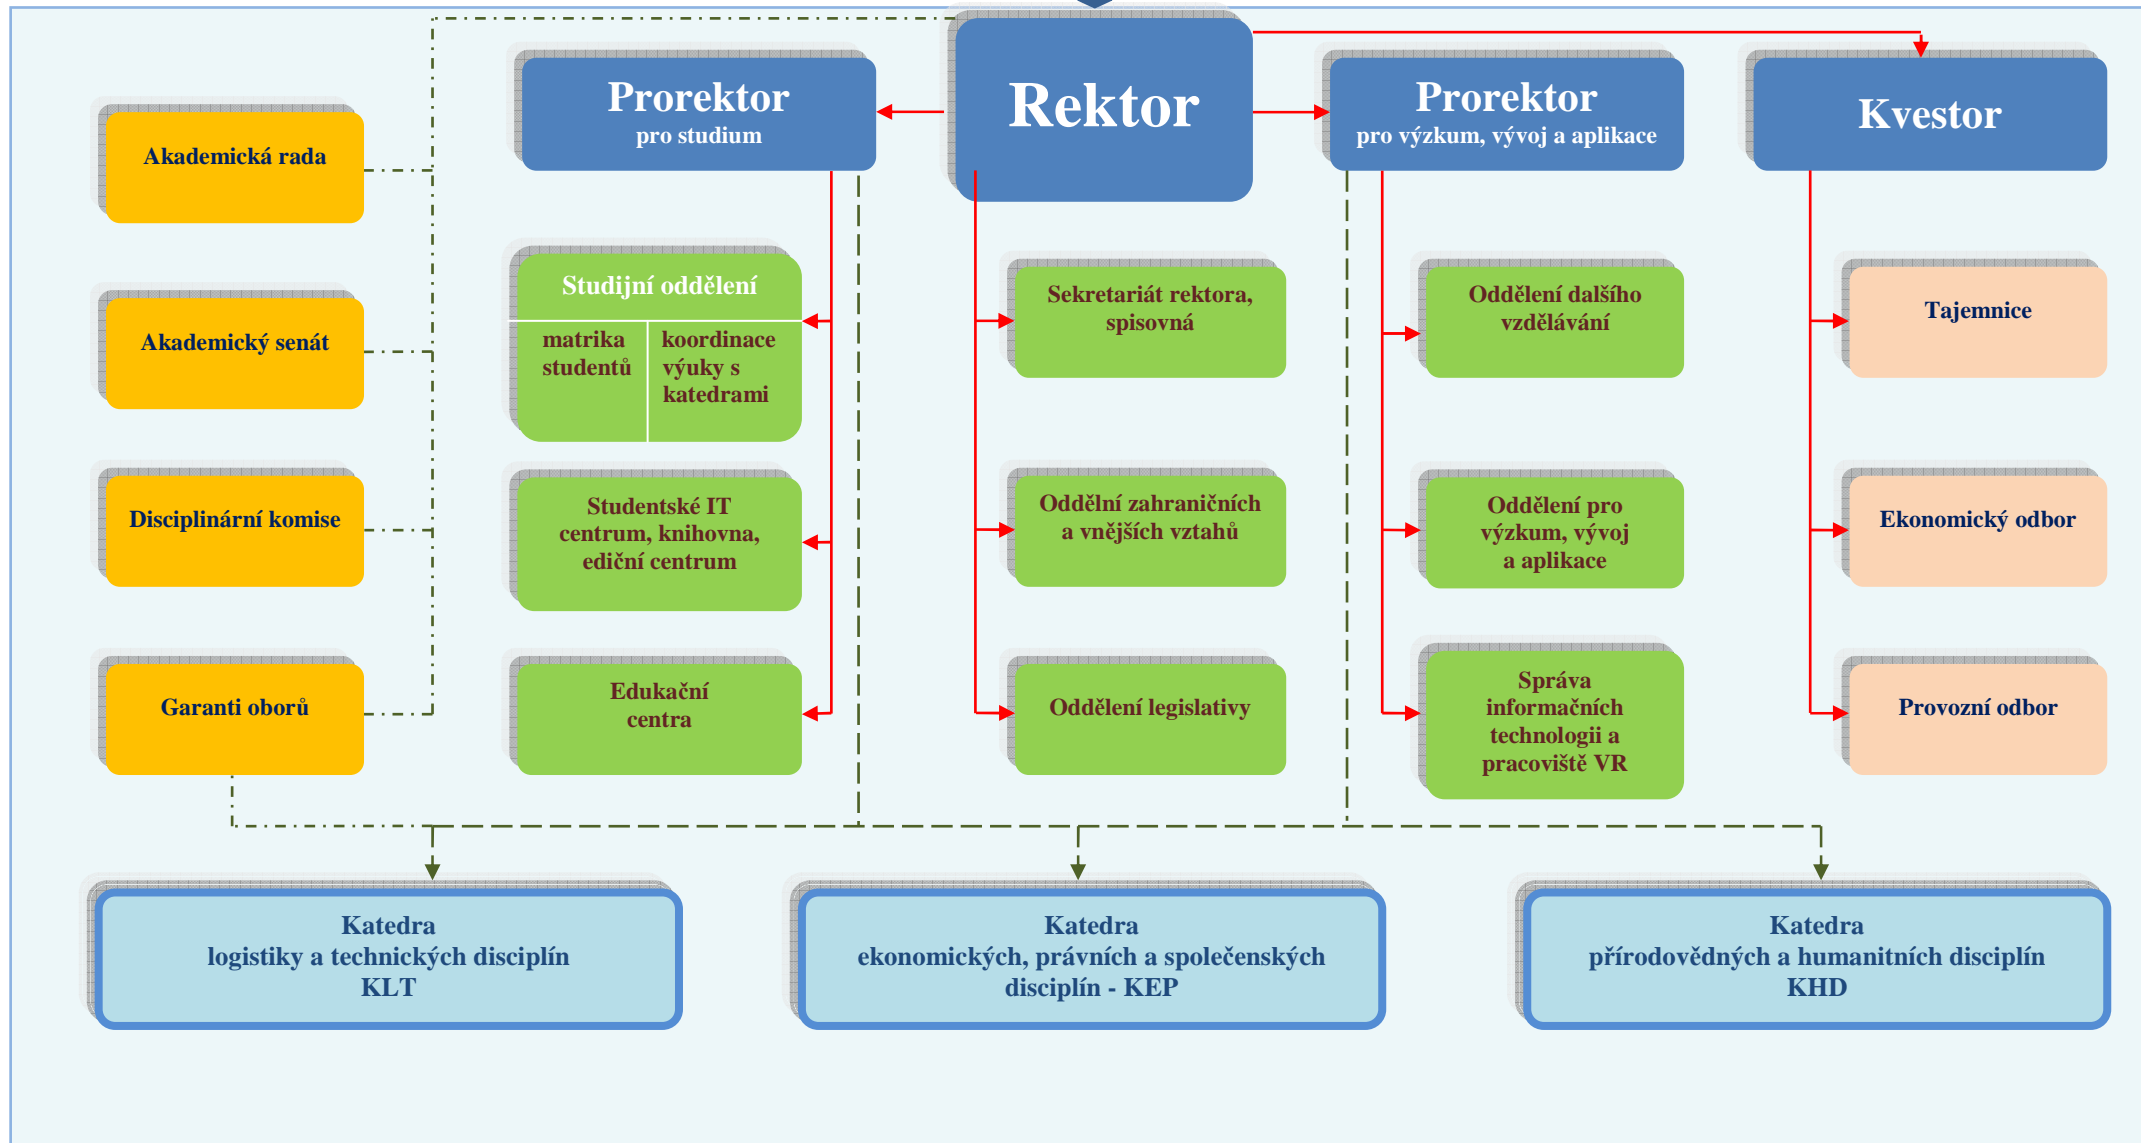 Rektor
Prorektor
pro studium
Prorektor
pro výzkum, vývoj a aplikace
Kvestor
Akademická rada
Akademický senát
Disciplinární komise
Garanti oborů
Studijní oddělení
matrika
studentů
koordinace
výuky s
katedrami
Studentské IT
centrum, knihovna,
ediční centrum
Edukační
centra
Sekretariát rektora,
spisovná
Oddělní zahraničních
a vnějších vztahů
Oddělení legislativy
Oddělení dalšího
vzdělávání
Oddělení pro
výzkum, vývoj
a aplikace
Správa
informačních
technologii a
pracoviště VR
Tajemnice
Ekonomický odbor
Provozní odbor
Katedra
logistiky a technických disciplín
KLT
Katedra
ekonomických, právních a společenských
disciplín - KEP
Katedra
přírodovědných a humanitních disciplín
KHD